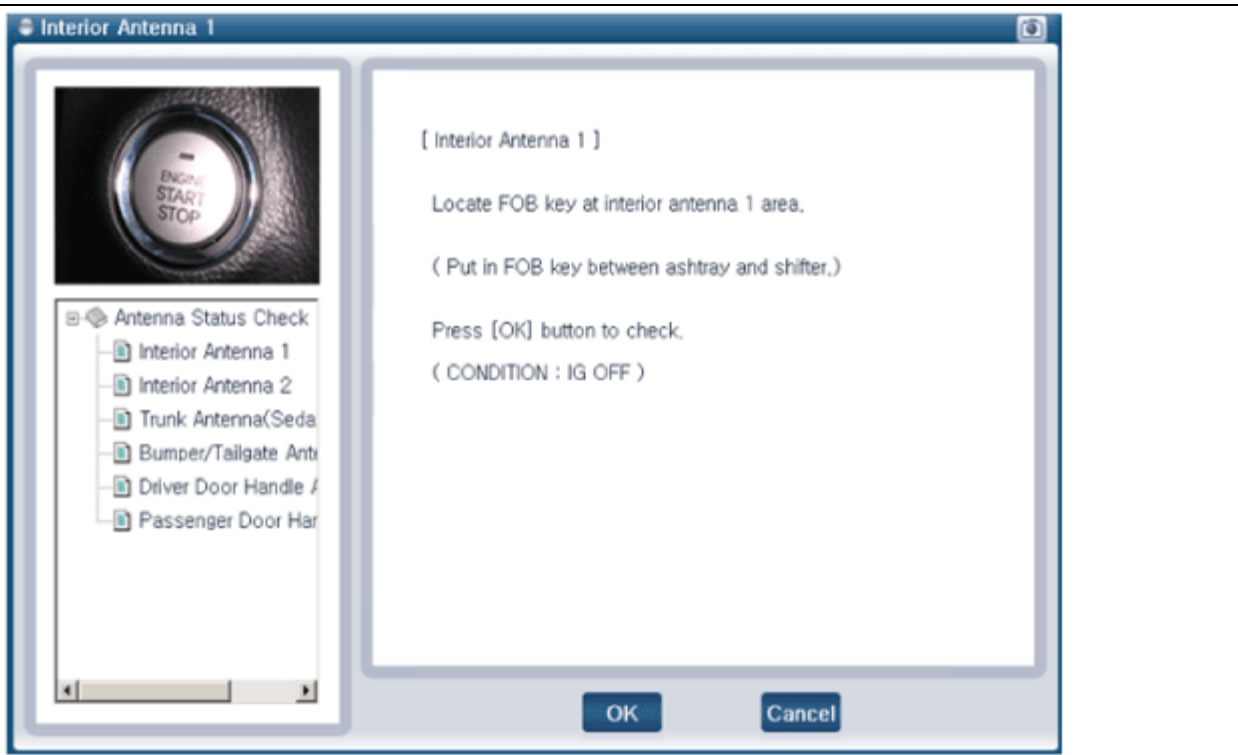 Interior Antenna 1
ENGINE
START
STOP
Antenna Status Check
Interior Antenna 1
Interior Antenna 2
Trunk Antenna(Seda
Bumper/Tailgate Ant
Driver Door Handle A
Passenger Door Har
[ Interior Antenna 1 ]
Locate FOB key at interior antenna 1 area.
( Put in FOB key between ashtray and shifter.)
Press [OK] button to check.
( CONDITION : IG OFF )
OK
Cancel